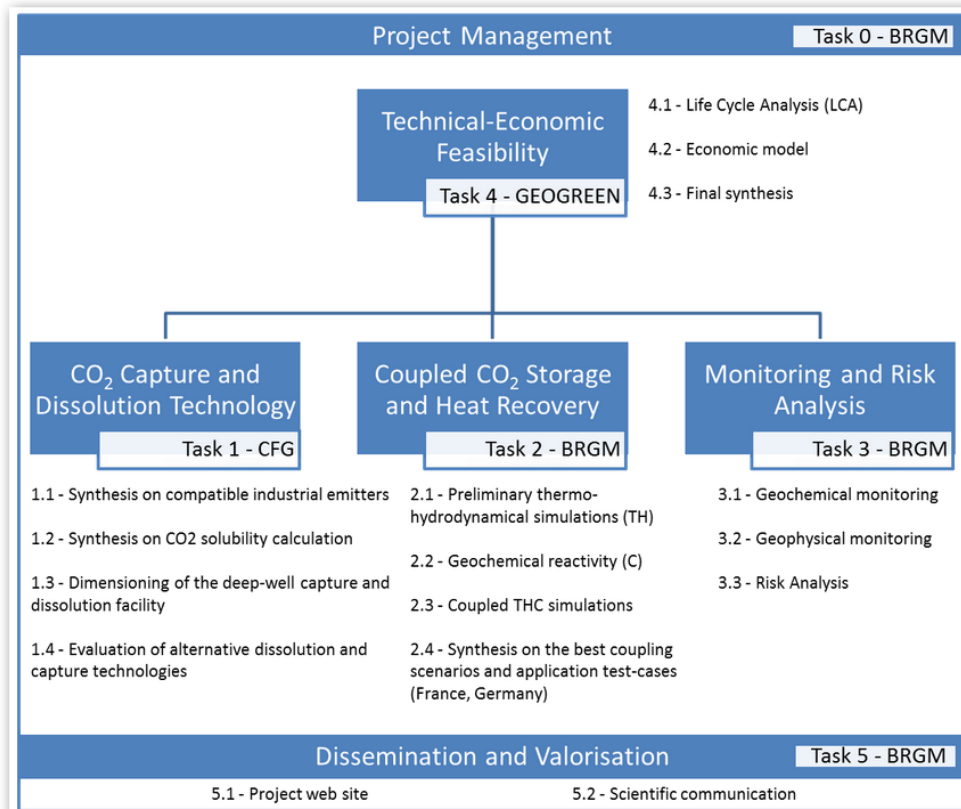 Project Management
Task 0 - BRGM
Technical-Economic
Feasibility
Task 4 - GEOGREEN
4.1 - Life Cycle Analysis (LCA)
4.2 - Economic model
4.3 - Final synthesis
CO₂ Capture and
Dissolution Technology
Task 1 - CFG
1.1 - Synthesis on compatible industrial emitters
1.2 - Synthesis on CO2 solubility calculation
1.3 - Dimensioning of the deep-well capture and
dissolution facility
1.4 - Evaluation of alternative dissolution and
capture technologies
Coupled CO₂ Storage
and Heat Recovery
Task 2 - BRGM
2.1 - Preliminary thermo-
hydrodynamical simulations (TH)
2.2 - Geochemical reactivity (C)
2.3 - Coupled THC simulations
2.4 - Synthesis on the best coupling
scenarios and application test-cases
(France, Germany)
Monitoring and Risk
Analysis
Task 3 - BRGM
3.1 - Geochemical monitoring
3.2 - Geophysical monitoring
3.3 - Risk Analysis
Dissemination and Valorisation
Task 5 - BRGM
5.1 - Project web site
5.2 - Scientific communication